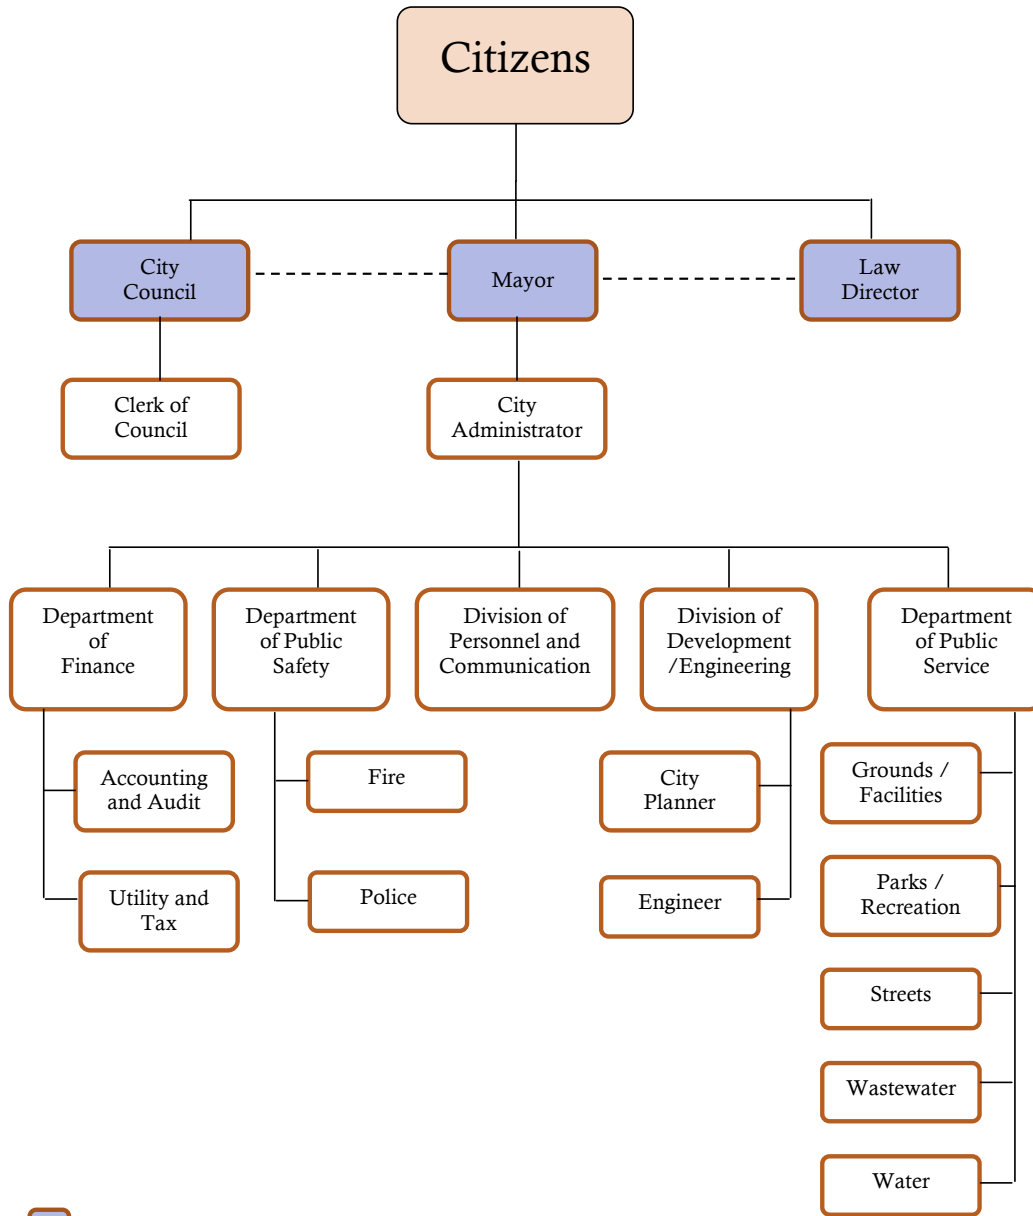 Citizens
City
Council
Mayor
Law
Director
Clerk of
Council
City
Administrator
Department
of
Finance
Department
of Public
Safety
Division of
Personnel and
Communication
Division of
Development
/Engineering
Department
of Public
Service
Accounting
and Audit
Utility and
Tax
Fire
Police
City
Planner
Engineer
Grounds /
Facilities
Parks /
Recreation
Streets
Wastewater
Water